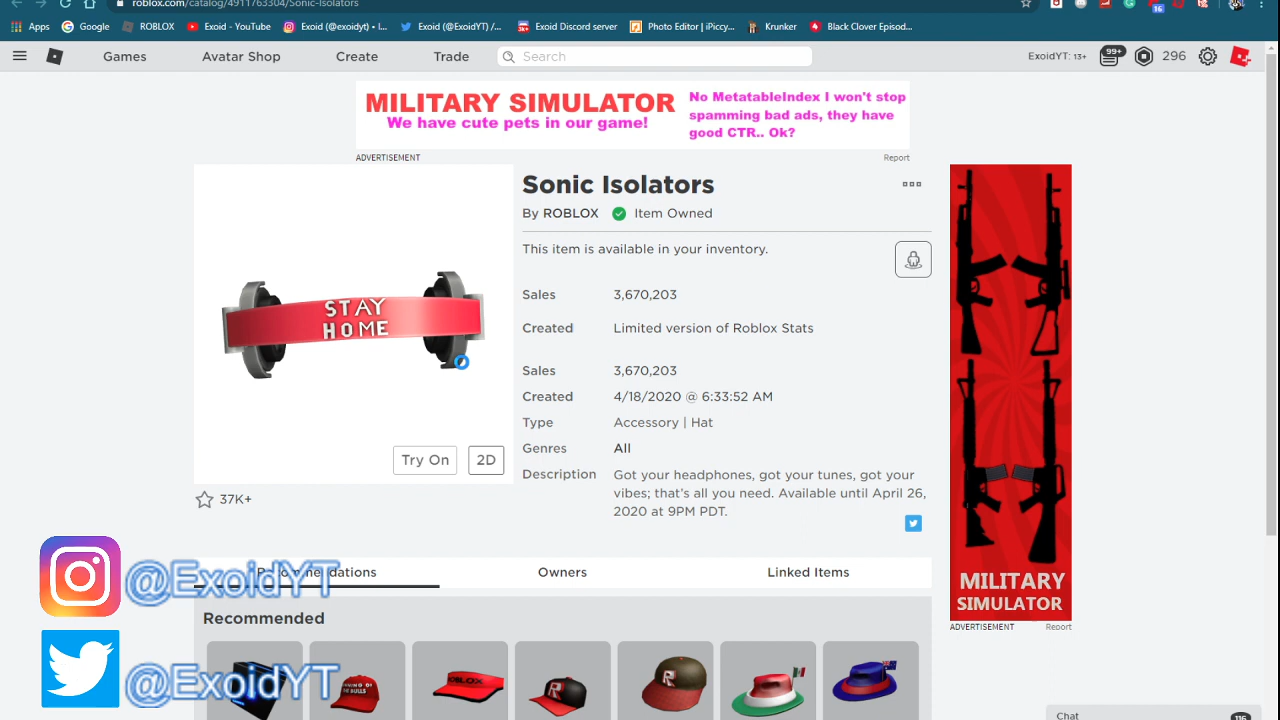 roblox.com/catalog/4911763304/Sonic-Isolators
Apps Google ROBLOX Exoid - YouTube Instagram (@exoidyt) • I... Exoid (@ExoidYT) /... Exoid Discord server Photo Editor | iPiccy... Krunker Black Clover Episod...
Games Avatar Shop Create Trade Search ExoidYT: 13+ 99+ 296
MILITARY SIMULATOR
We have cute pets in our game!
No MetatableIndex I won't stop
spamming bad ads, they have
good CTR.. Ok?
ADVERTISEMENT Report
Sonic Isolators
By ROBLOX Item Owned
This item is available in your inventory.
STAY
HOME
Sales 3,670,203
Created Limited version of Roblox Stats
Sales 3,670,203
Created 4/18/2020 @ 6:33:52 AM
Type Accessory | Hat
Genres All
Description Got your headphones, got your tunes, got your
vibes; that's all you need. Available until April 26,
2020 at 9PM PDT.
Try On 2D
37K+
MILITARY
SIMULATOR
ADVERTISEMENT Report
Owners Linked Items
@ExoidYT
Recommended
ROBLOX
@ExoidYT
Chat 116